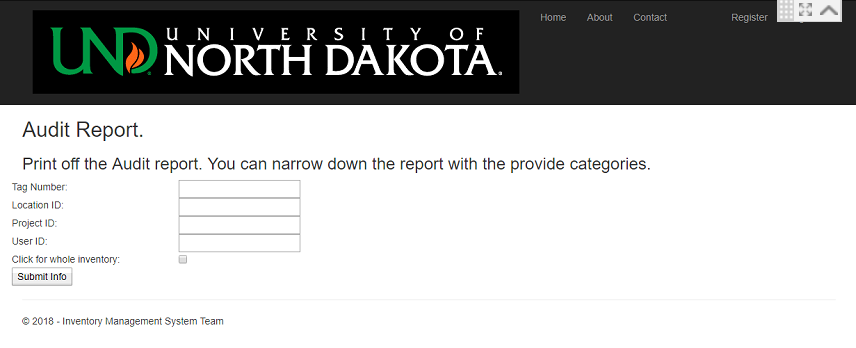 UND UNIVERSITY OF
NORTH DAKOTA.
Home About Contact Register
Audit Report.
Print off the Audit report. You can narrow down the report with the provide categories.
Tag Number:
Location ID:
Project ID:
User ID:
Click for whole inventory:
Submit Info
© 2018 - Inventory Management System Team